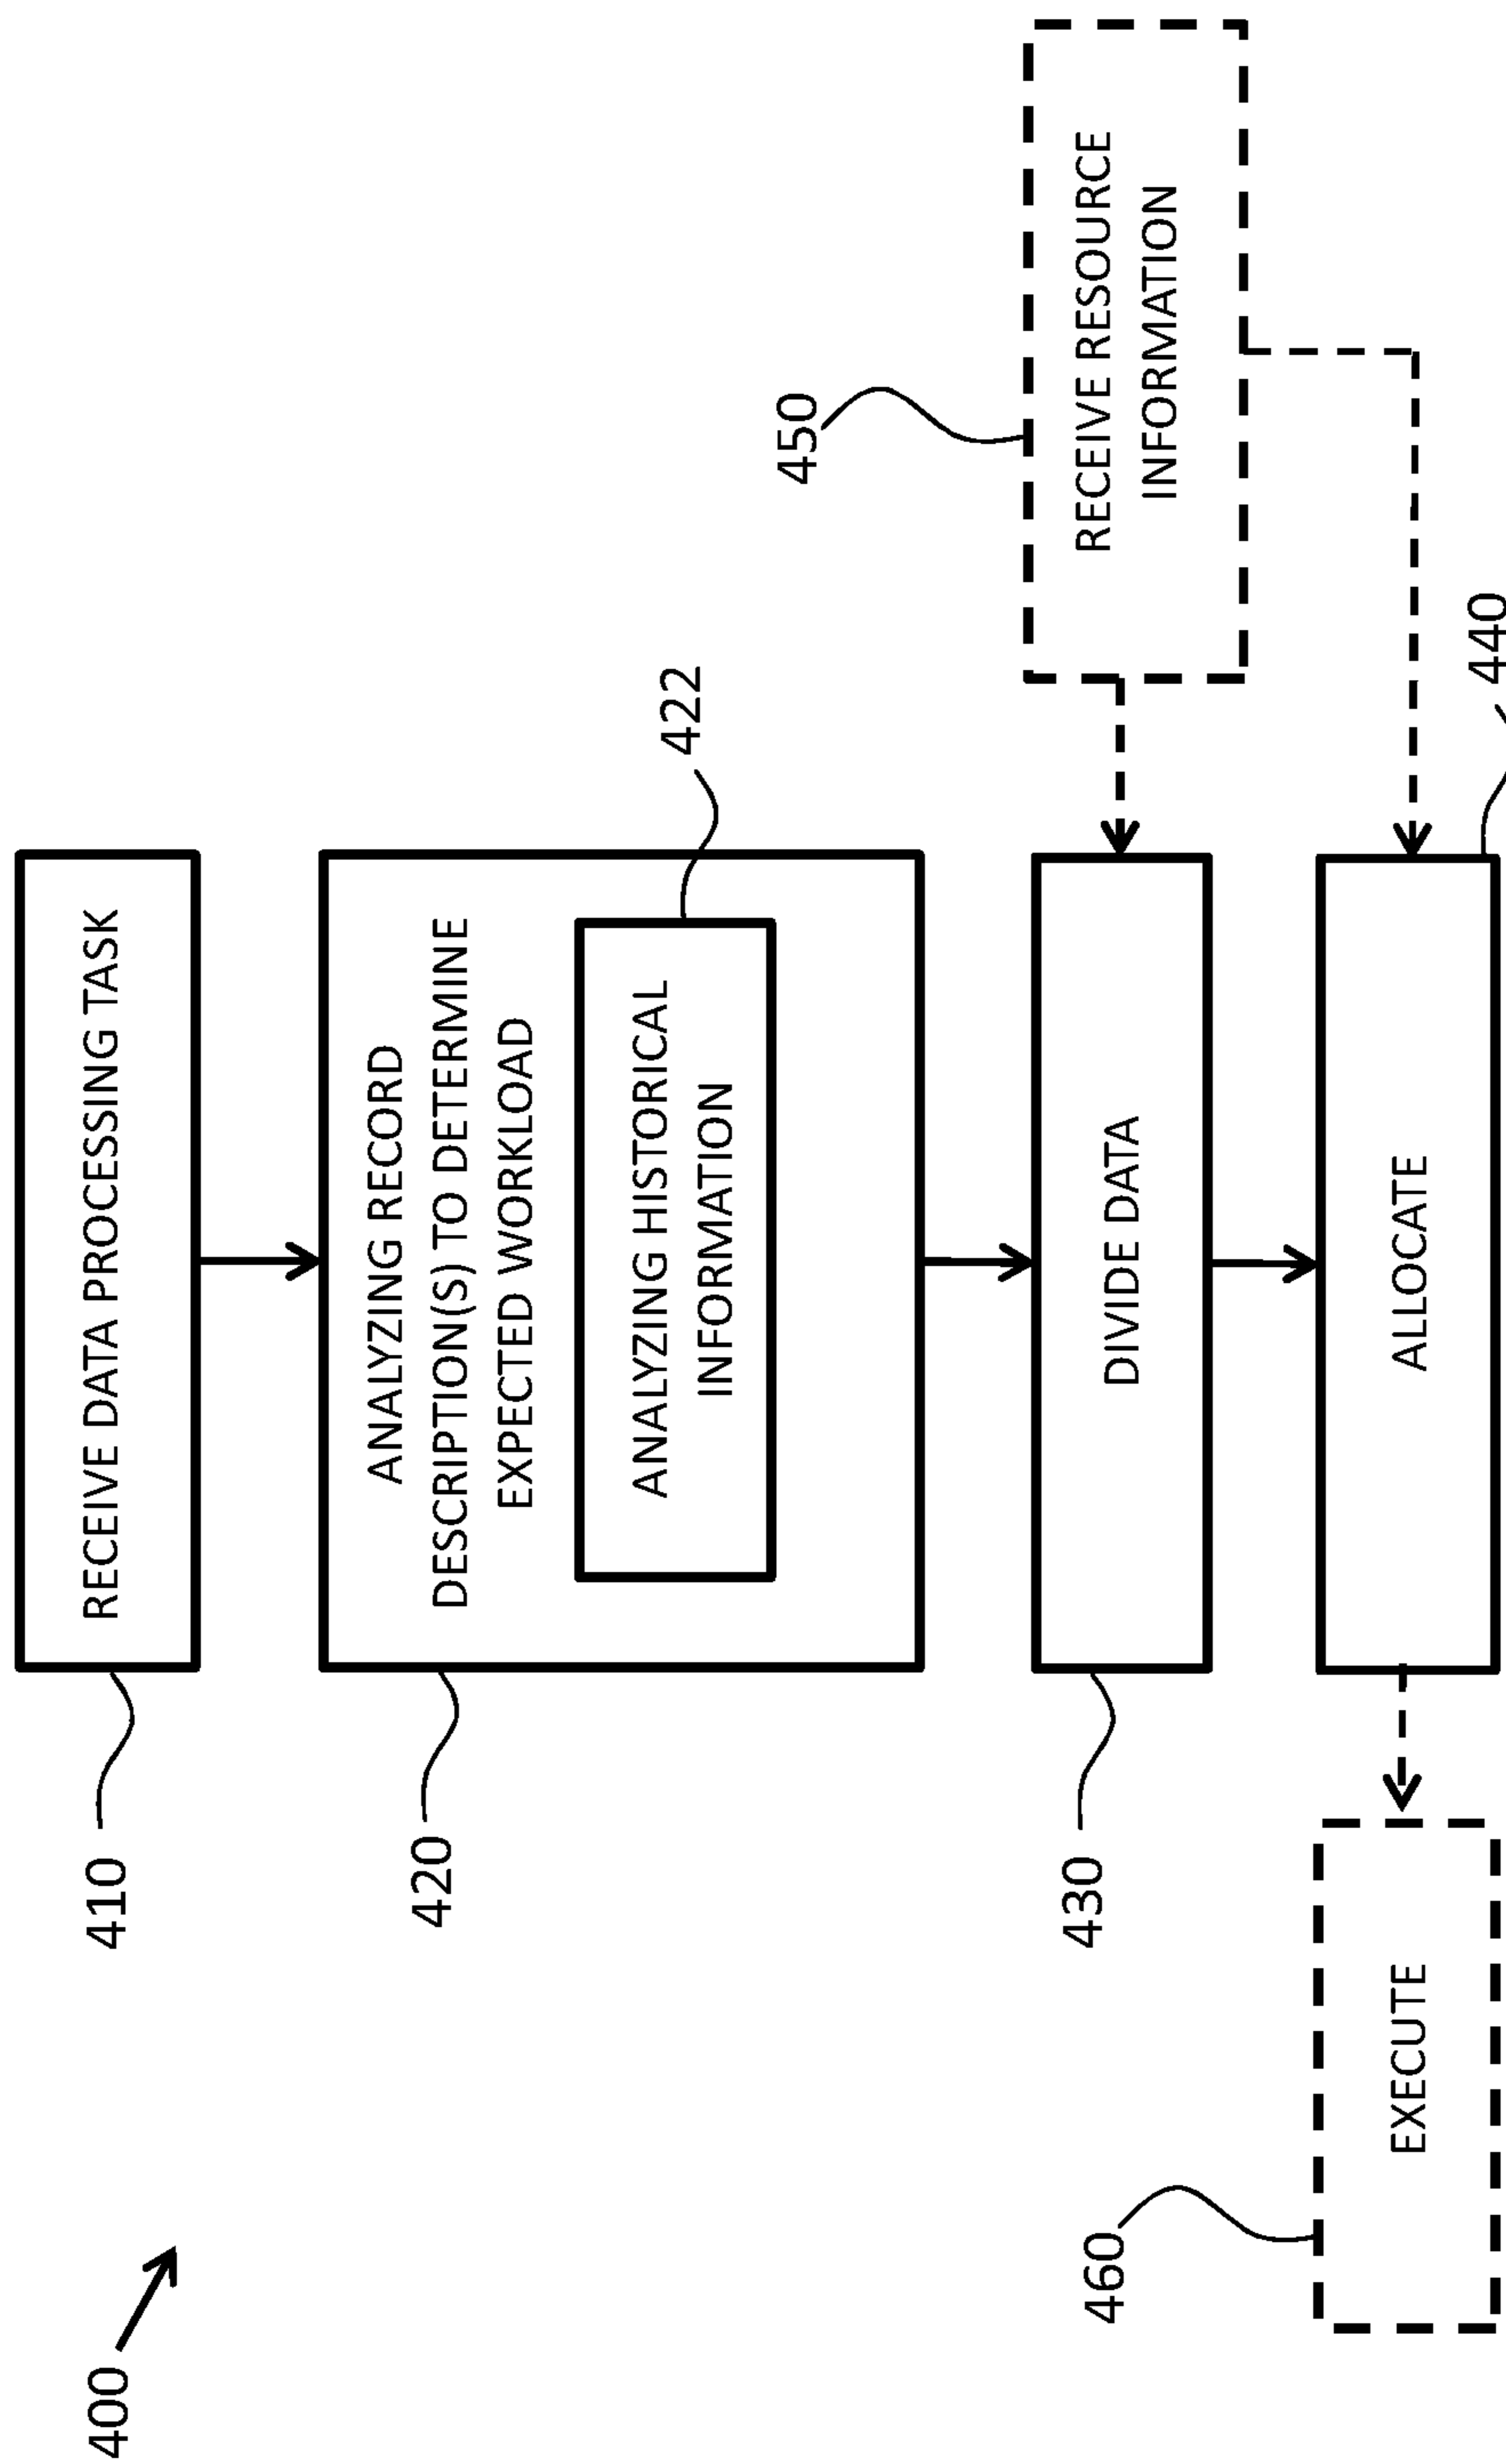 400
410
RECEIVE DATA PROCESSING TASK
420
ANALYZING RECORD
DESCRIPTION(S) TO DETERMINE
EXPECTED WORKLOAD
422
ANALYZING HISTORICAL
INFORMATION
450
RECEIVE RESOURCE
INFORMATION
430
DIVIDE DATA
460
EXECUTE
ALLOCATE
440